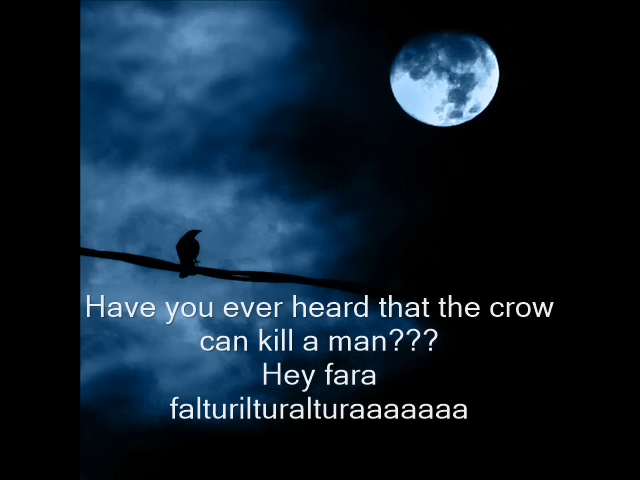 Have you ever heard that the crow
can kill a man???
Hey fara
falturilturalturaaaaaaa